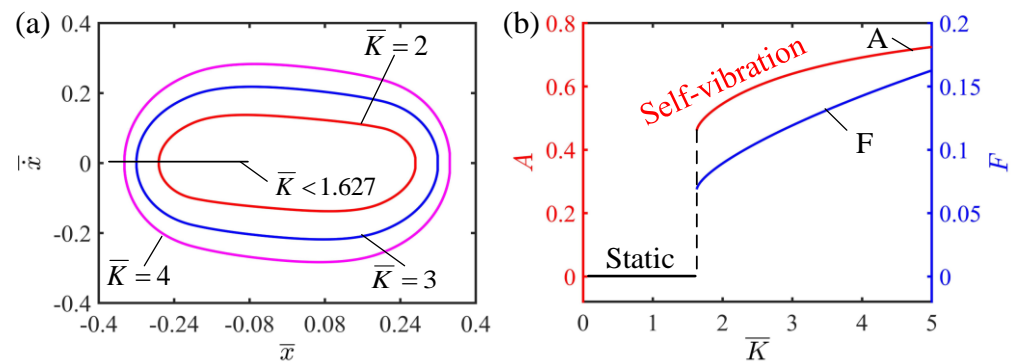 (a)
0.4
0.2
0
-0.2
-0.4
-0.4
-0.24
-0.08
0.08
0.24
0.4
ẋ̅
x̅
K̅ = 2
K̅ < 1.627
K̅ = 4
K̅ = 3
(b)
0.8
0.6
0.4
0.2
0
A
0
1
2
3
4
5
K̅
0.2
0.15
0.1
0.05
0
F
Self-vibration
A
F
Static